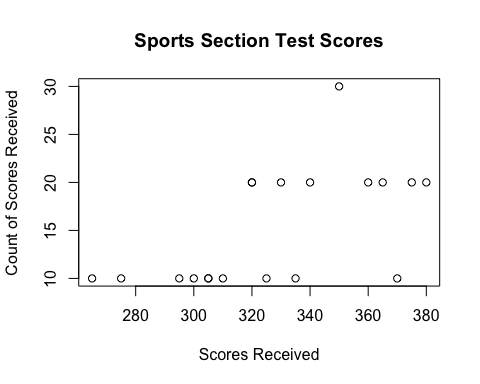 Sports Section Test Scores
Count of Scores Received
30
25
20
15
10
280 300 320 340 360 380
Scores Received